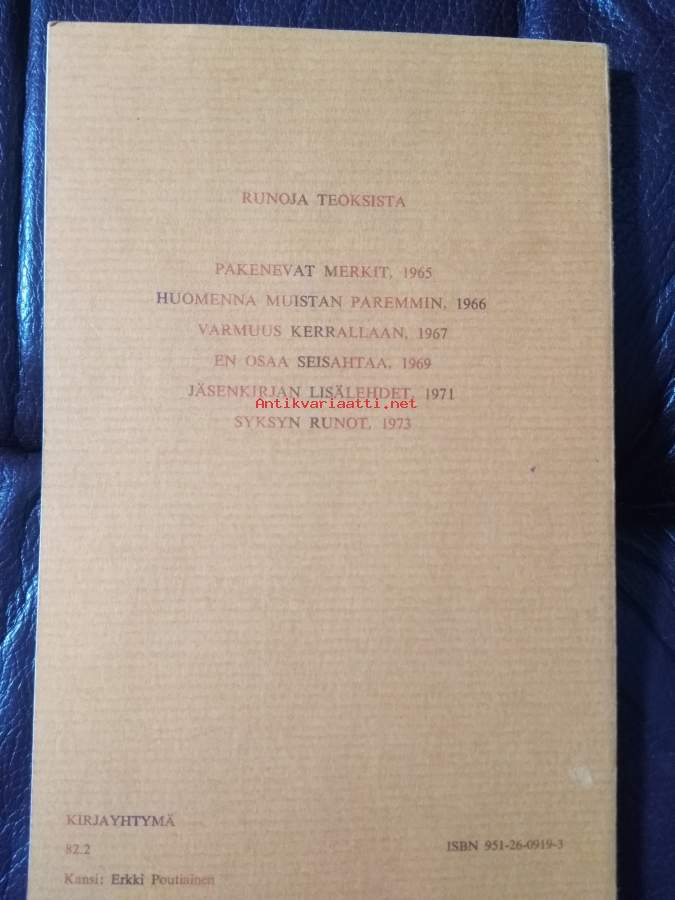 RUNOJA TEOKSISTA
PAKENEVAT MERKIT, 1965
HUOMENNA MUISTAN PAREMMIN, 1966
VARMUUS KERRALLAAN, 1967
EN OSAA SEISAHTAA, 1969
JÄSENKIRJAN LISÄLEHDET, 1971
Antikvariaatti.net
SYKSYN RUNOT, 1973
KIRJAYHTYMÄ
82.2
ISBN 951-26-0919-3
Kansi: Erkki Poutiainen